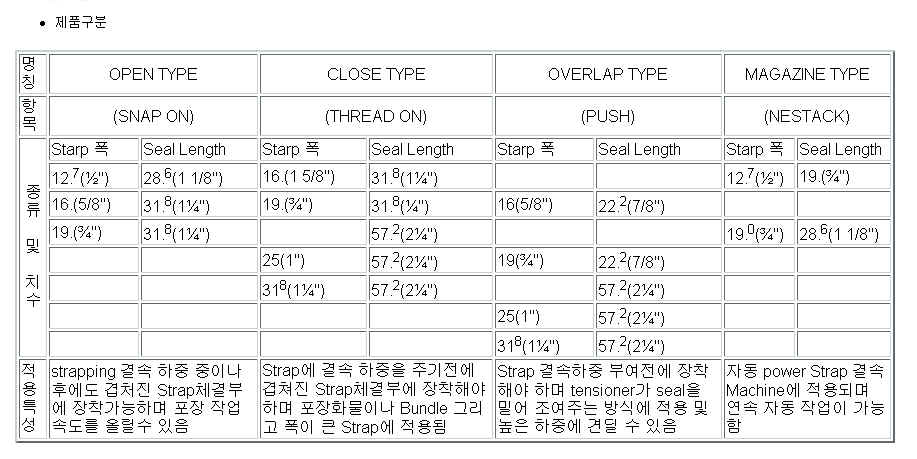 • 제품구분
명칭 OPEN TYPE CLOSE TYPE OVERLAP TYPE MAGAZINE TYPE
항목 (SNAP ON) (THREAD ON) (PUSH) (NESTACK)
종류 및 치수
Starp 폭 Seal Length Starp 폭 Seal Length Starp 폭 Seal Length Starp 폭 Seal Length
12.7(½") 28.6(1 1/8") 16.(1 5/8") 31.8(1¼") 12.7(½") 19.(¾")
16.(5/8") 31.8(1¼") 19.(¾") 31.8(¼") 16(5/8") 22.2(7/8")
19.(¾") 31.8(1¼") 57.2(2¼") 19.0(¾") 28.6(1 1/8")
25(1") 57.2(2¼") 19(¾") 22.2(7/8")
318(1¼") 57.2(2¼") 57.2(2¼")
25(1") 57.2(2¼")
318(1¼") 57.2(2¼")
적용특성
strapping 결속 하중 중이나
후에도 겹처진 Strap체결부
에 장착가능하며 포장 작업
속도를 올렬수 있음
Strap에 결속 하중을 주기전에
겹쳐진 Strap체결부에 장착해야
하며 포장화물이나 Bundle 그리
고 폭이 큰 Strap에 적용됨
Strap 결속하중 부여전에 장착
해야 하며 tensioner가 seal을
밀어 조여주는 방식에 적용 및
높은 하중에 견딜 수 있음
자동 power Strap 결속
Machine에 적용되며
연속 자동 작업이 가능
함